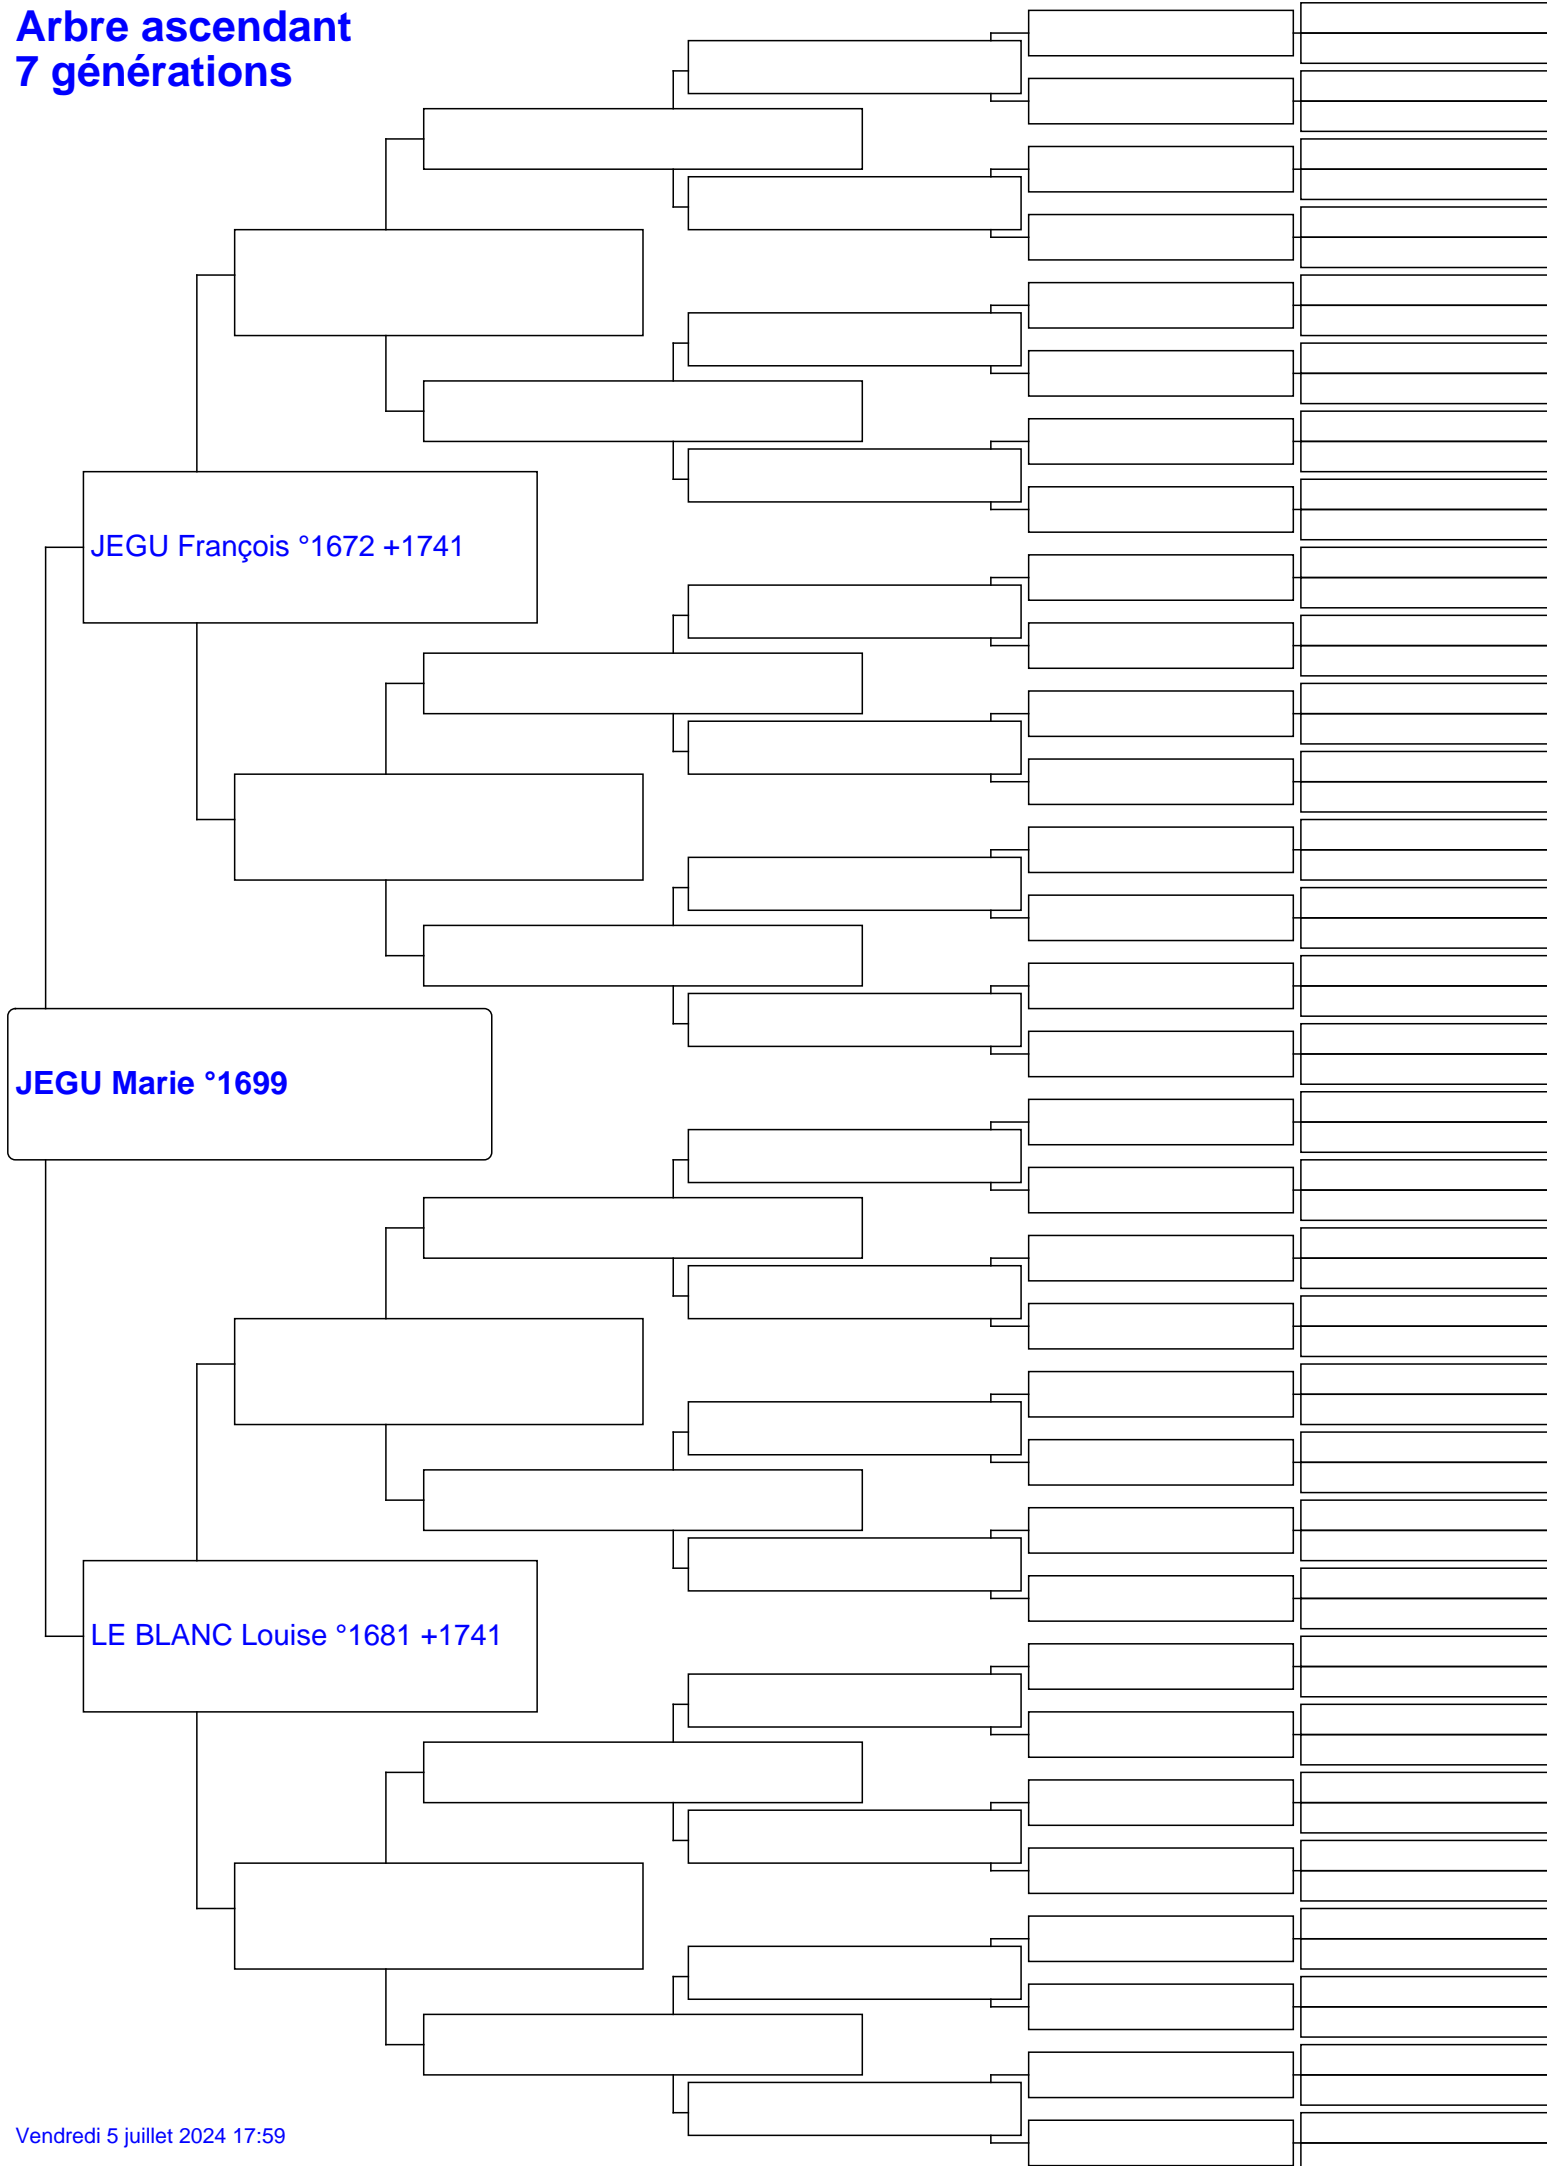 Arbre ascendant
7 générations
JEGU François °1672 +1741
JEGU Marie °1699
LE BLANC Louise °1681 +1741
Vendredi 5 juillet 2024 17:59